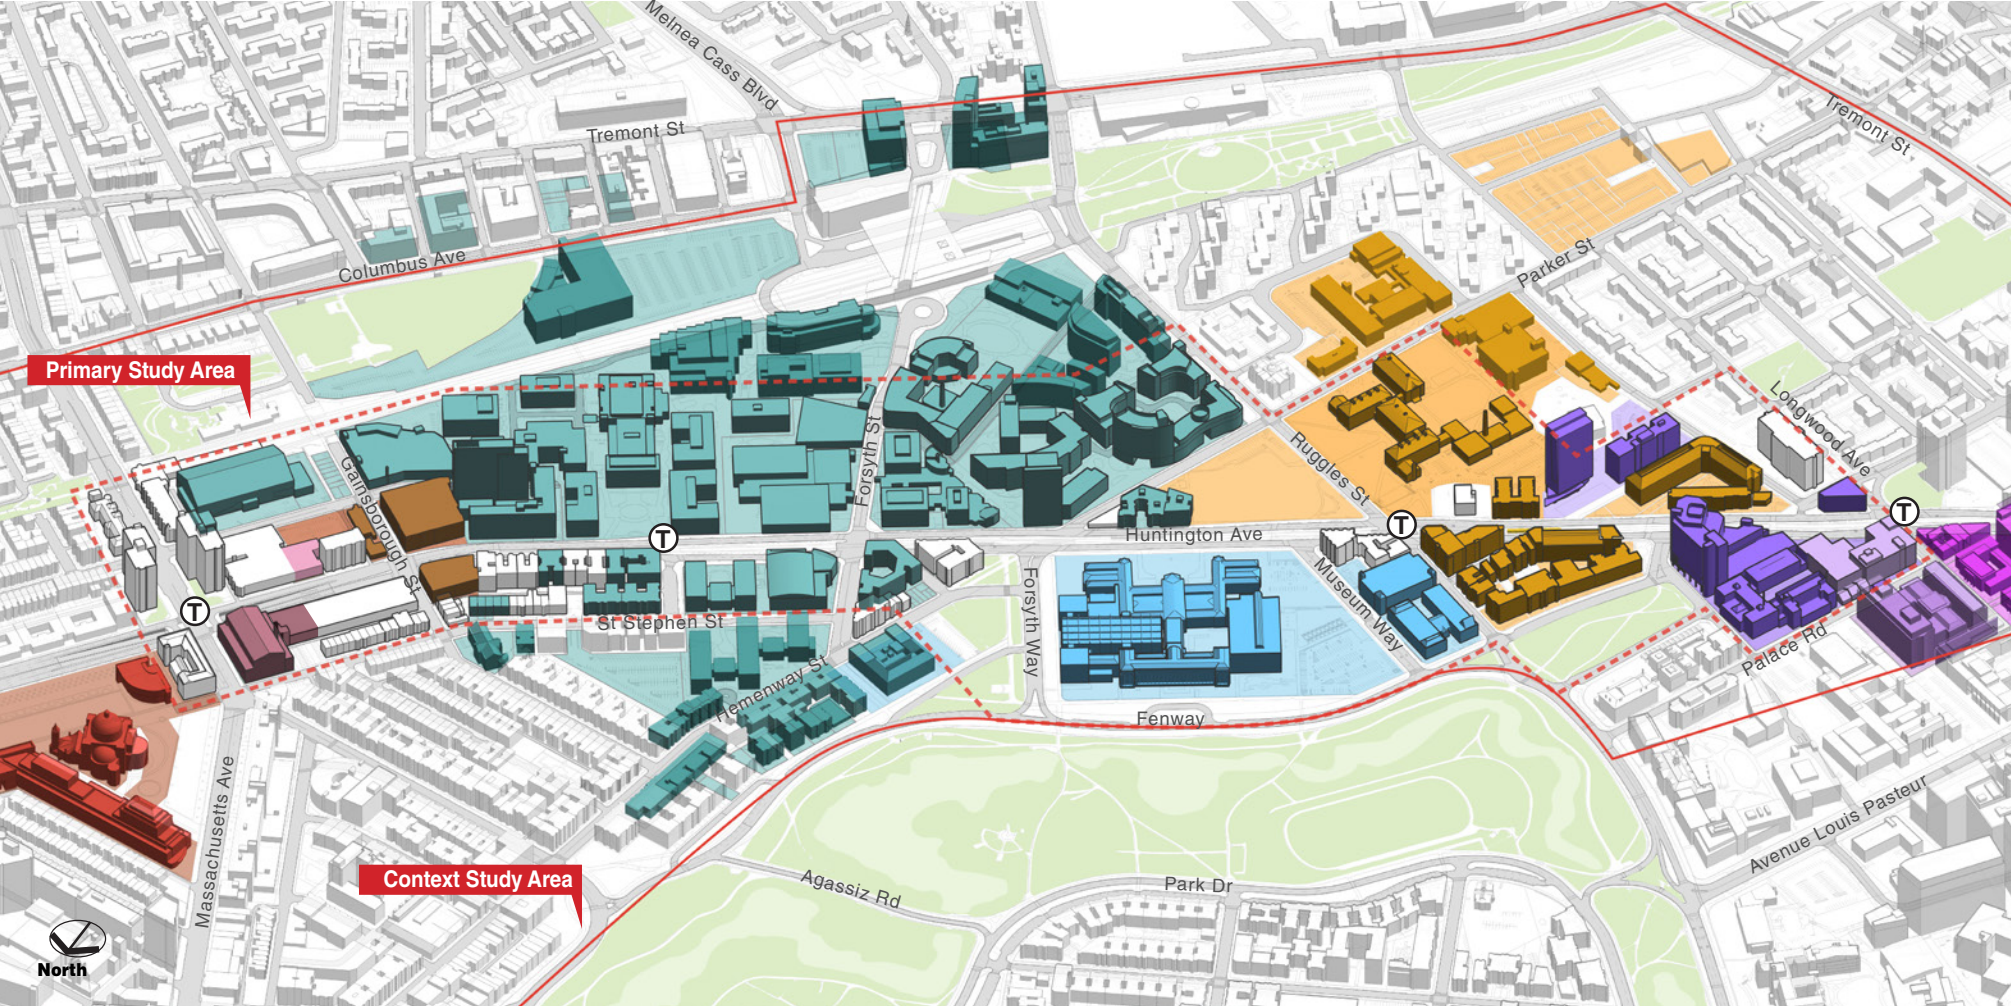 Melnea Cass Blvd
Tremont St
Tremont St
Columbus Ave
Parker St
Primary Study Area
Longwood Ave
Gainsborough St
Forsyth St
Ruggles St
T
T
T
Huntington Ave
T
Museum Way
Forsyth Way
St Stephen St
Palace Rd
Hemenway St
Fenway
Massachusetts Ave
Avenue Louis Pasteur
Context Study Area
Agassiz Rd
Park Dr
North